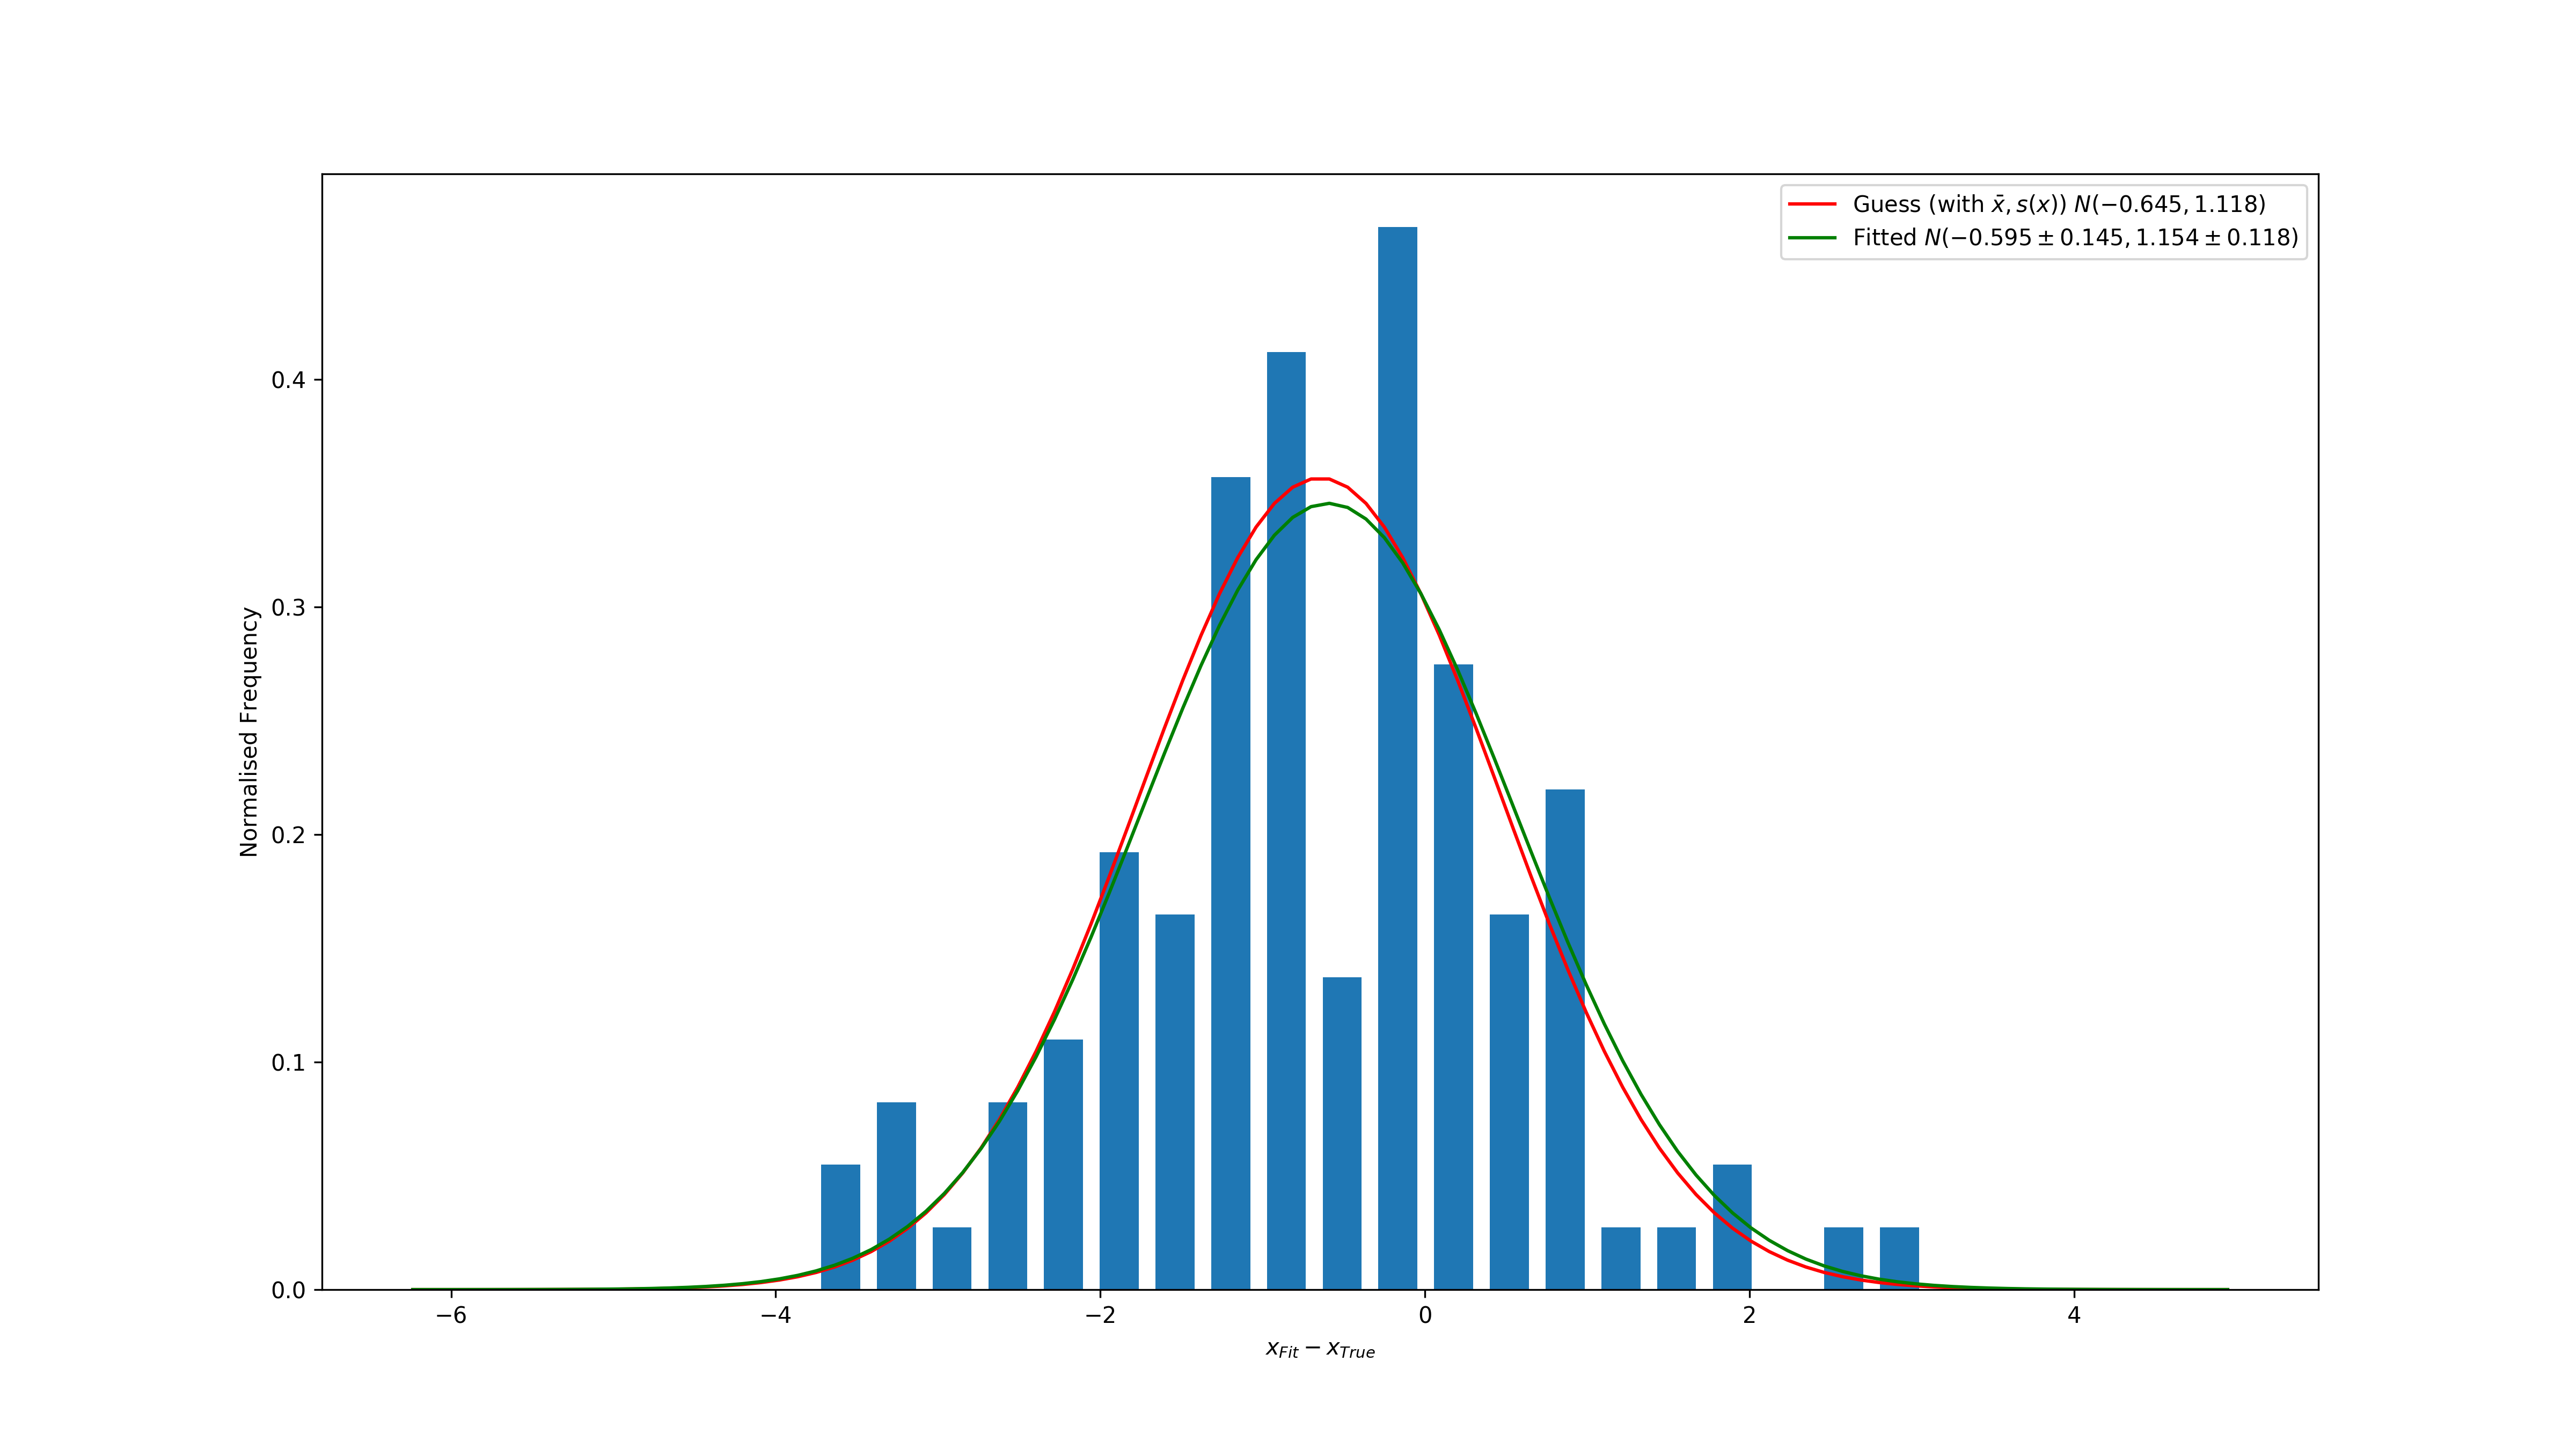 Guess (with x̄, s(x)) N(−0.645, 1.118)
Fitted N(−0.595 ± 0.145, 1.154 ± 0.118)
Normalised Frequency
0.4
0.3
0.2
0.1
0.0
−6 −4 −2 0 2 4
x_Fit − x_True